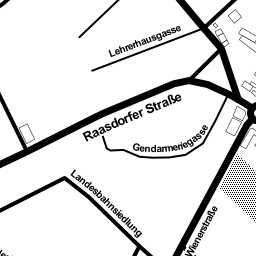 Lehrerhausgasse
Raasdorfer Straße
Gendarmeriegasse
Landesbahnsiedlung
Wienerstraße